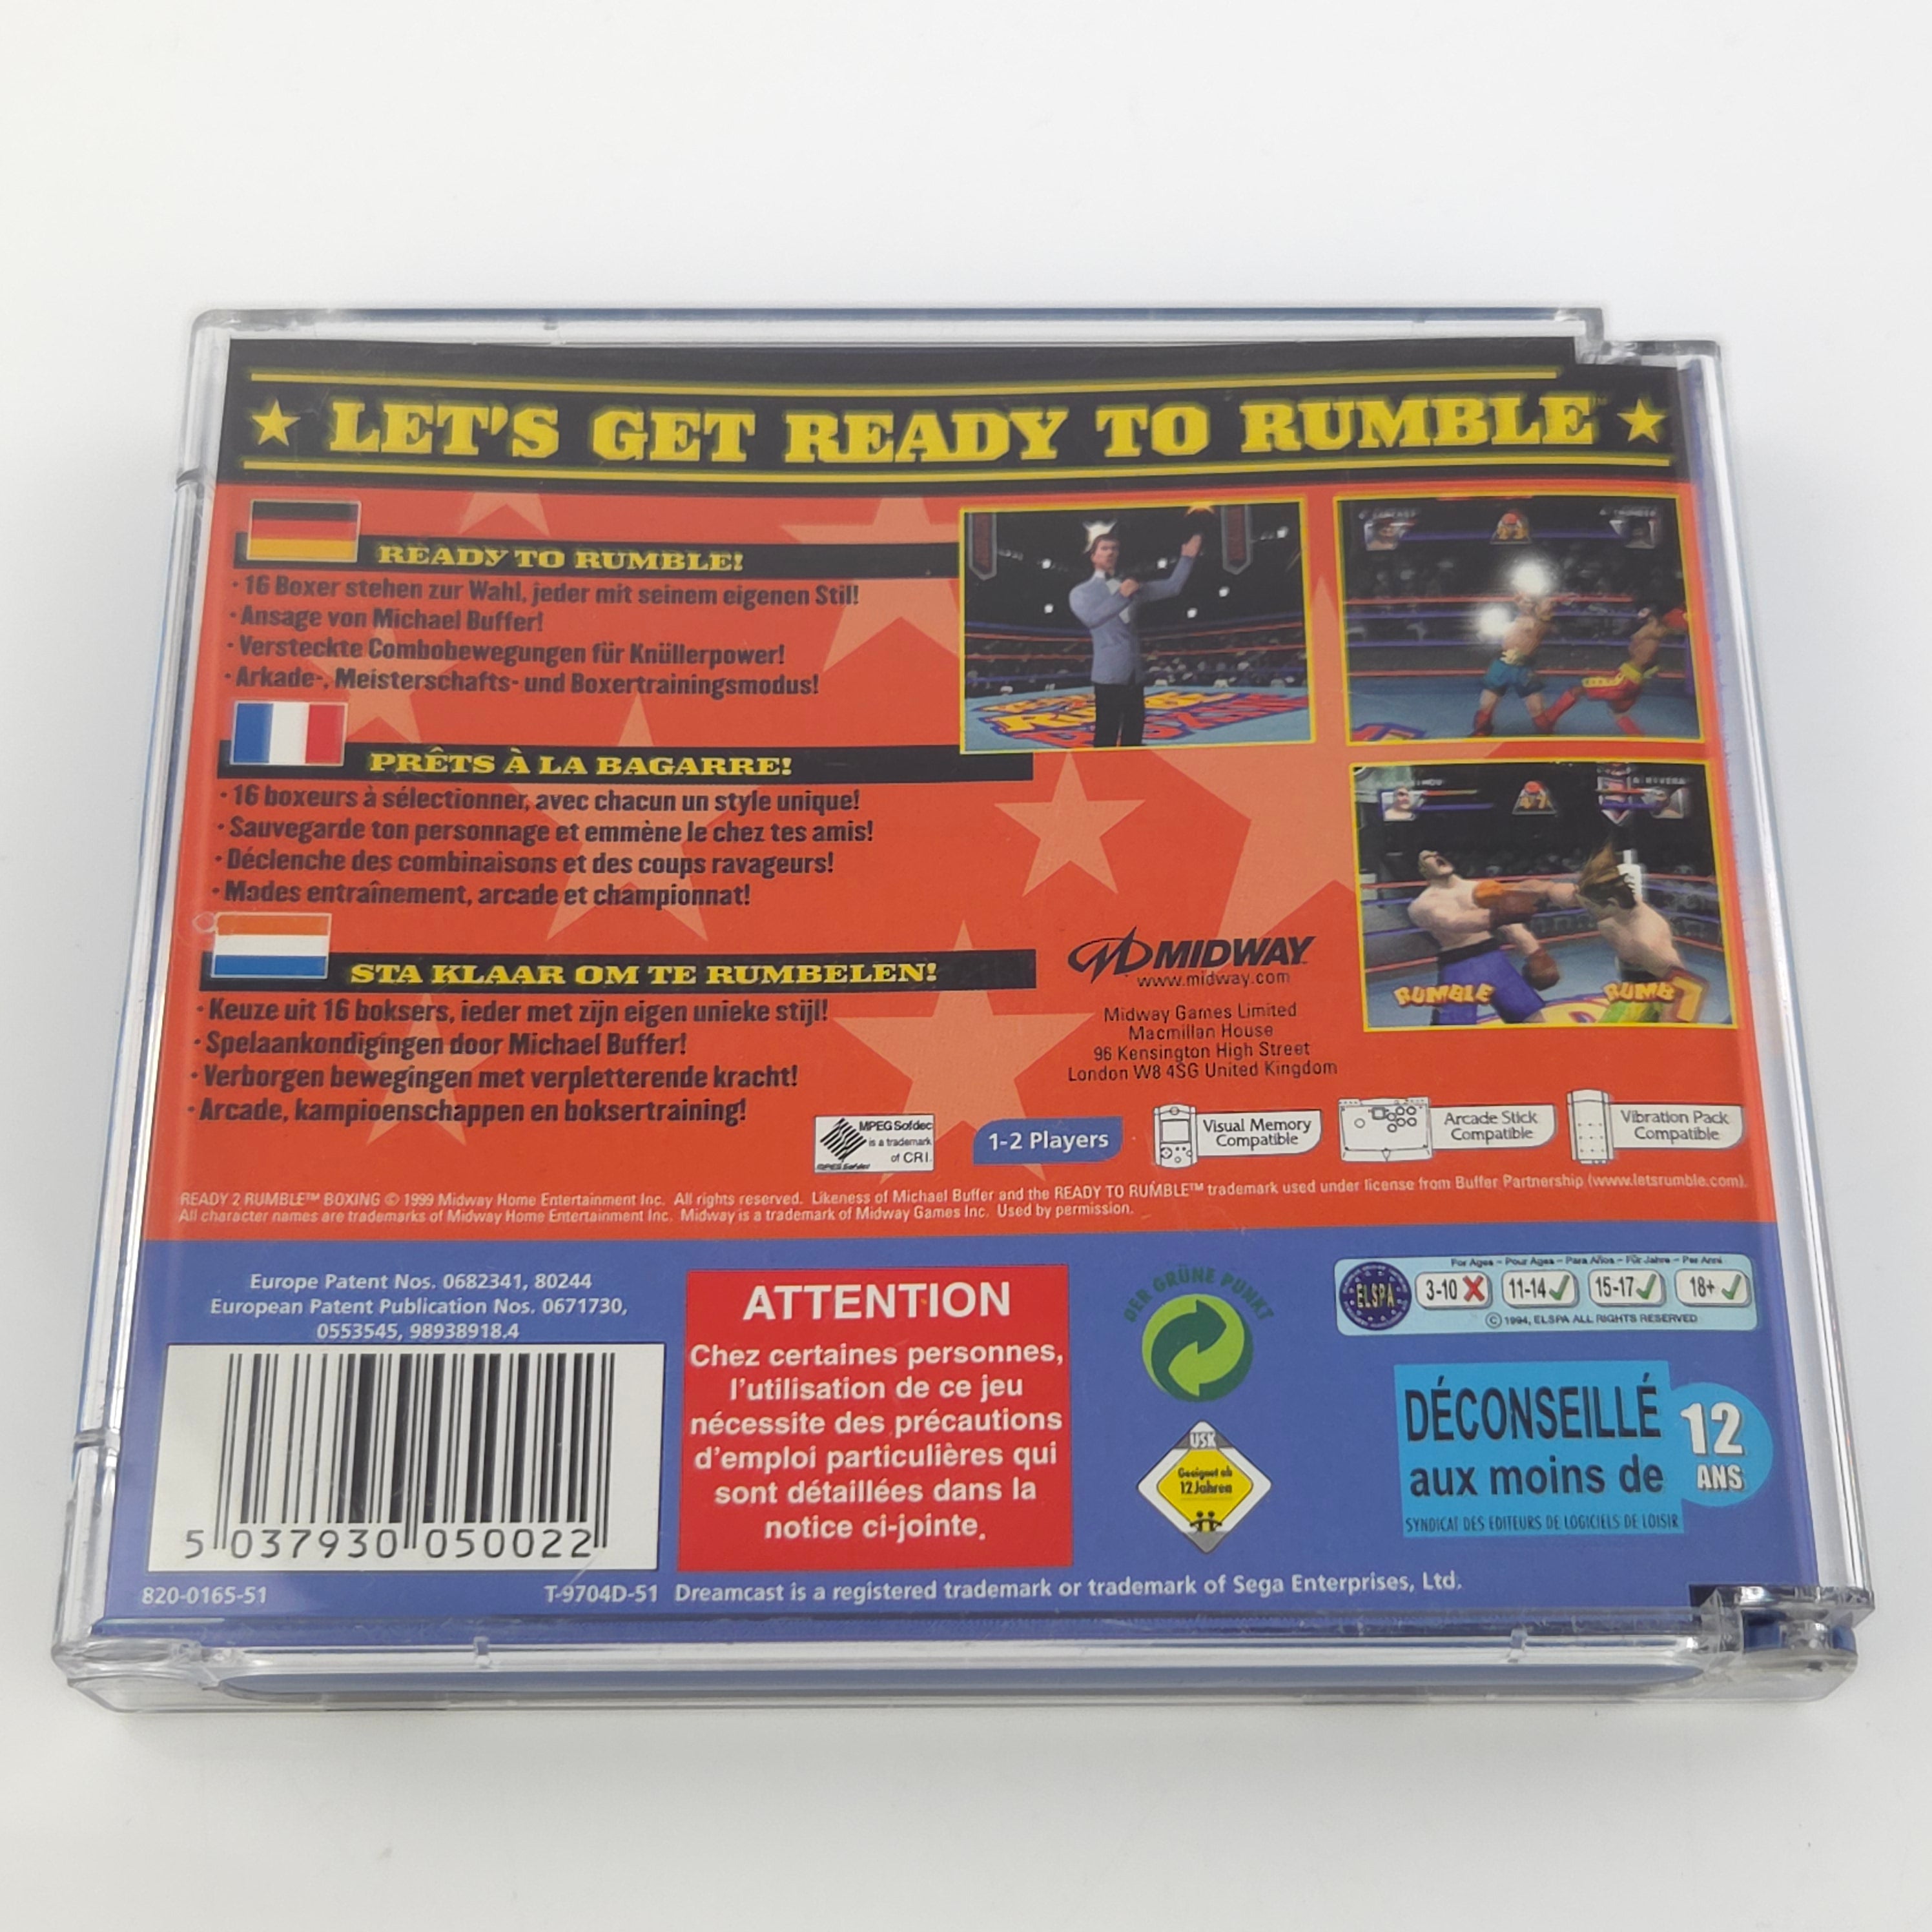 ★ LET'S GET READY TO RUMBLE™ ★
READY TO RUMBLE!
· 16 Boxer stehen zur Wahl, jeder mit seinem eigenen Stil!
· Ansage von Michael Buffer!
· Versteckte Combobewegungen für Knüllerpower!
· Arkade-, Meisterschafts- und Boxertrainingsmodus!
PRÊTS À LA BAGARRE!
· 16 boxeurs à sélectionner, avec chacun un style unique!
· Sauvegarde ton personnage et emmène le chez tes amis!
· Déclenche des combinaisons et des coups ravageurs!
· Modes entraînement, arcade et championnat!
STA KLAAR OM TE RUMBELEN!
· Keuze uit 16 boksers, ieder met zijn eigen unieke stijl!
· Spelaankondigingen door Michael Buffer!
· Verborgen bewegingen met verpletterende kracht!
· Arcade, kampioenschappen en boksertraining!
RUMBLE
MIDWAY
www.midway.com
Midway Games Limited
Macmillan House
96 Kensington High Street
London W8 4SG United Kingdom
MPEG Sofdec
is a trademark
of CRI.
1-2 Players
Visual Memory
Compatible
Arcade Stick
Compatible
Vibration Pack
Compatible
READY 2 RUMBLE™ BOXING © 1999 Midway Home Entertainment Inc. All rights reserved. Likeness of Michael Buffer and the READY TO RUMBLE™ trademark used under license from Buffer Partnership (www.letsrumble.com).
All character names are trademarks of Midway Home Entertainment Inc. Midway is a trademark of Midway Games Inc. Used by permission.
Europe Patent Nos. 0682341, 80244
European Patent Publication Nos. 0671730,
0553545, 98938918.4
5 037930 050022
820-0165-51
ATTENTION
Chez certaines personnes,
l'utilisation de ce jeu
nécessite des précautions
d'emploi particulières qui
sont détaillées dans la
notice ci-jointe.
DER GRÜNE PUNKT
USK
Geeignet ab
12 Jahren
For Ages – Pour Ages – Para Años – Für Jahre – Per Anni
ELSPA
3-10 ✗ 11-14 ✓ 15-17 ✓ 18+ ✓
© 1994, ELSPA ALL RIGHTS RESERVED
DÉCONSEILLÉ
aux moins de
12
ANS
SYNDICAT DES EDITEURS DE LOGICIELS DE LOISIR
T-9704D-51 Dreamcast is a registered trademark or trademark of Sega Enterprises, Ltd.